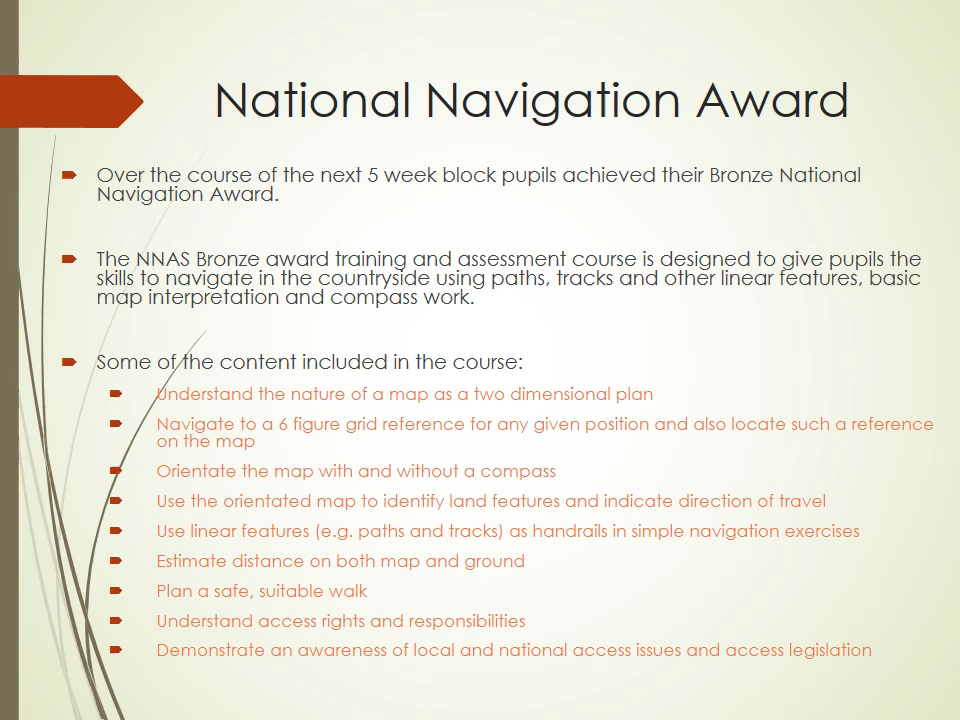 National Navigation Award
Over the course of the next 5 week block pupils achieved their Bronze National
Navigation Award.
The NNAS Bronze award training and assessment course is designed to give pupils the
skills to navigate in the countryside using paths, tracks and other linear features, basic
map interpretation and compass work.
Some of the content included in the course:
Understand the nature of a map as a two dimensional plan
Navigate to a 6 figure grid reference for any given position and also locate such a reference
on the map
Orientate the map with and without a compass
Use the orientated map to identify land features and indicate direction of travel
Use linear features (e.g. paths and tracks) as handrails in simple navigation exercises
Estimate distance on both map and ground
Plan a safe, suitable walk
Understand access rights and responsibilities
Demonstrate an awareness of local and national access issues and access legislation